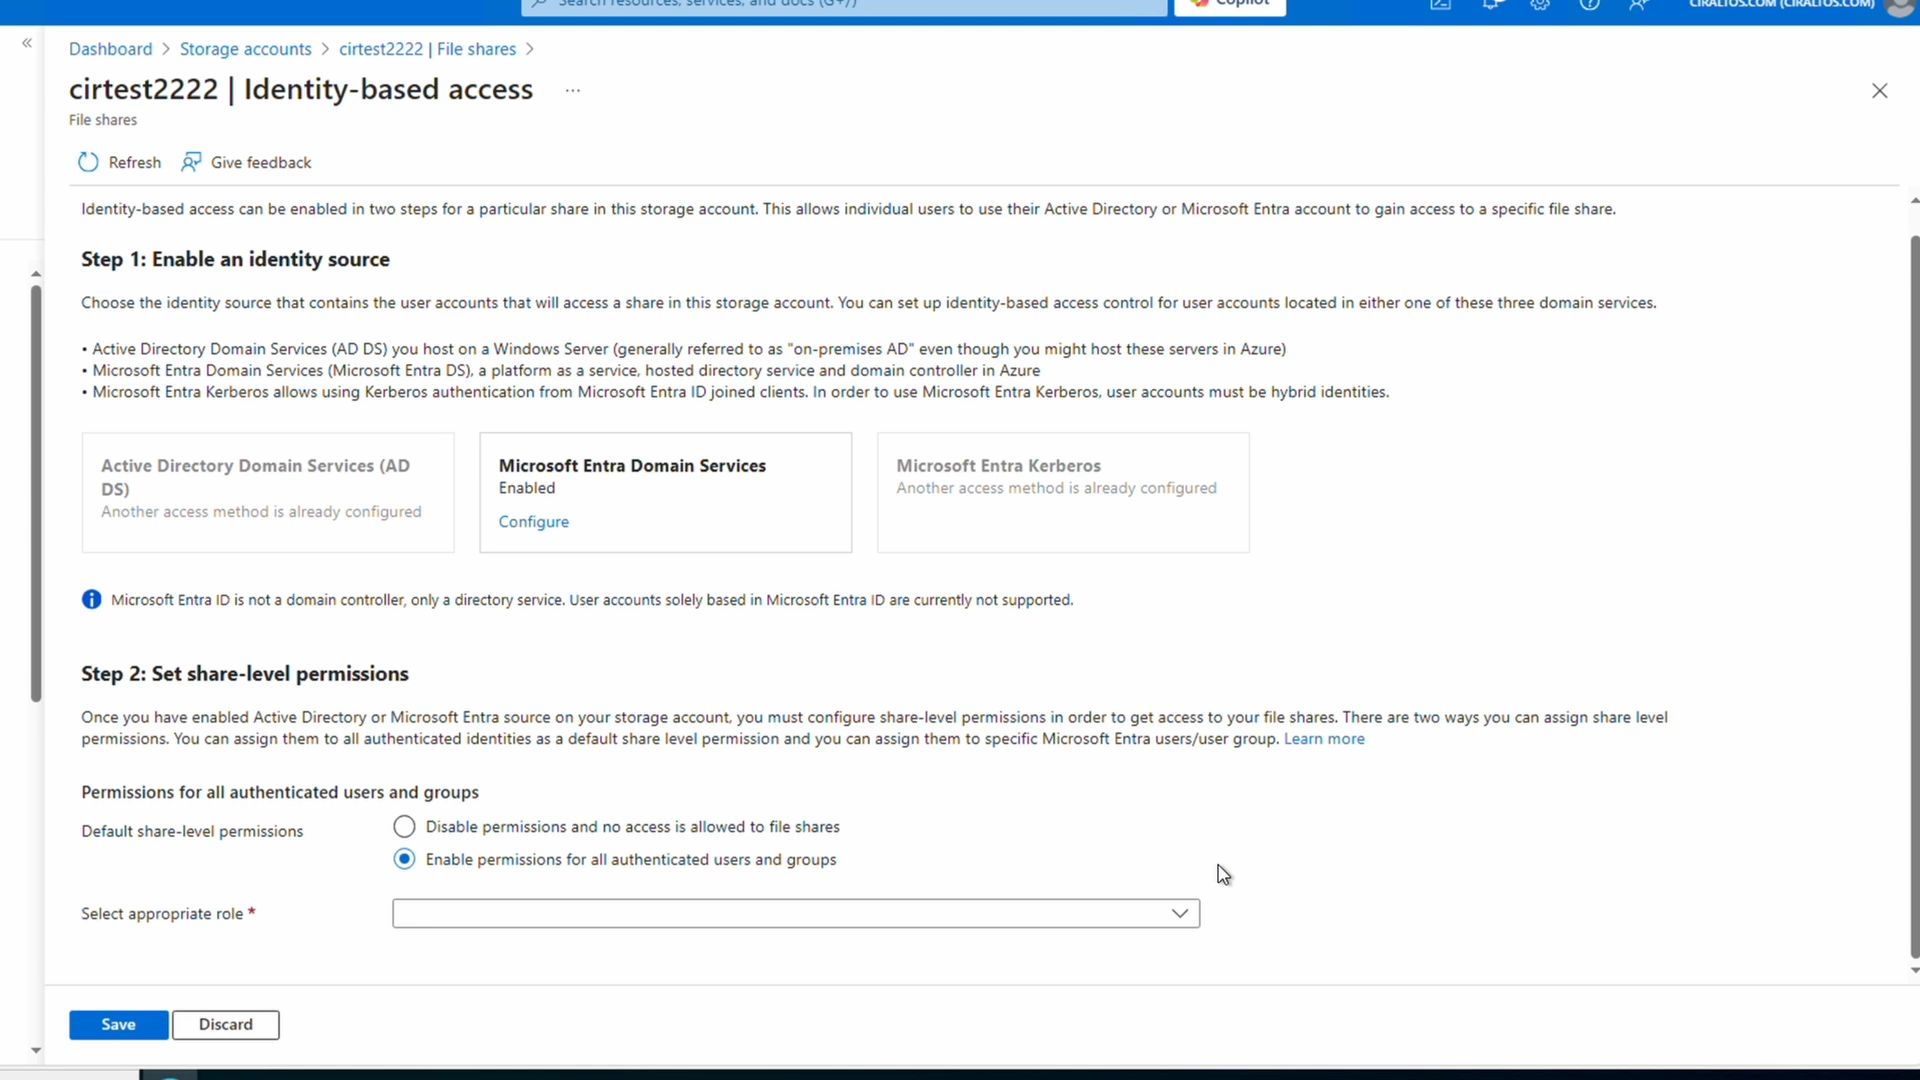 Search resources, services, and docs (G+/)
Copilot
CIRALTOS.COM (CIRALTOS.COM)
Dashboard > Storage accounts > cirtest2222 | File shares >
cirtest2222 | Identity-based access ...
File shares
Refresh Give feedback
Identity-based access can be enabled in two steps for a particular share in this storage account. This allows individual users to use their Active Directory or Microsoft Entra account to gain access to a specific file share.
Step 1: Enable an identity source
Choose the identity source that contains the user accounts that will access a share in this storage account. You can set up identity-based access control for user accounts located in either one of these three domain services.
• Active Directory Domain Services (AD DS) you host on a Windows Server (generally referred to as "on-premises AD" even though you might host these servers in Azure)
• Microsoft Entra Domain Services (Microsoft Entra DS), a platform as a service, hosted directory service and domain controller in Azure
• Microsoft Entra Kerberos allows using Kerberos authentication from Microsoft Entra ID joined clients. In order to use Microsoft Entra Kerberos, user accounts must be hybrid identities.
Active Directory Domain Services (AD
DS)
Another access method is already configured
Microsoft Entra Domain Services
Enabled
Configure
Microsoft Entra Kerberos
Another access method is already configured
Microsoft Entra ID is not a domain controller, only a directory service. User accounts solely based in Microsoft Entra ID are currently not supported.
Step 2: Set share-level permissions
Once you have enabled Active Directory or Microsoft Entra source on your storage account, you must configure share-level permissions in order to get access to your file shares. There are two ways you can assign share level
permissions. You can assign them to all authenticated identities as a default share level permission and you can assign them to specific Microsoft Entra users/user group. Learn more
Permissions for all authenticated users and groups
Default share-level permissions
Disable permissions and no access is allowed to file shares
Enable permissions for all authenticated users and groups
Select appropriate role *
Save Discard